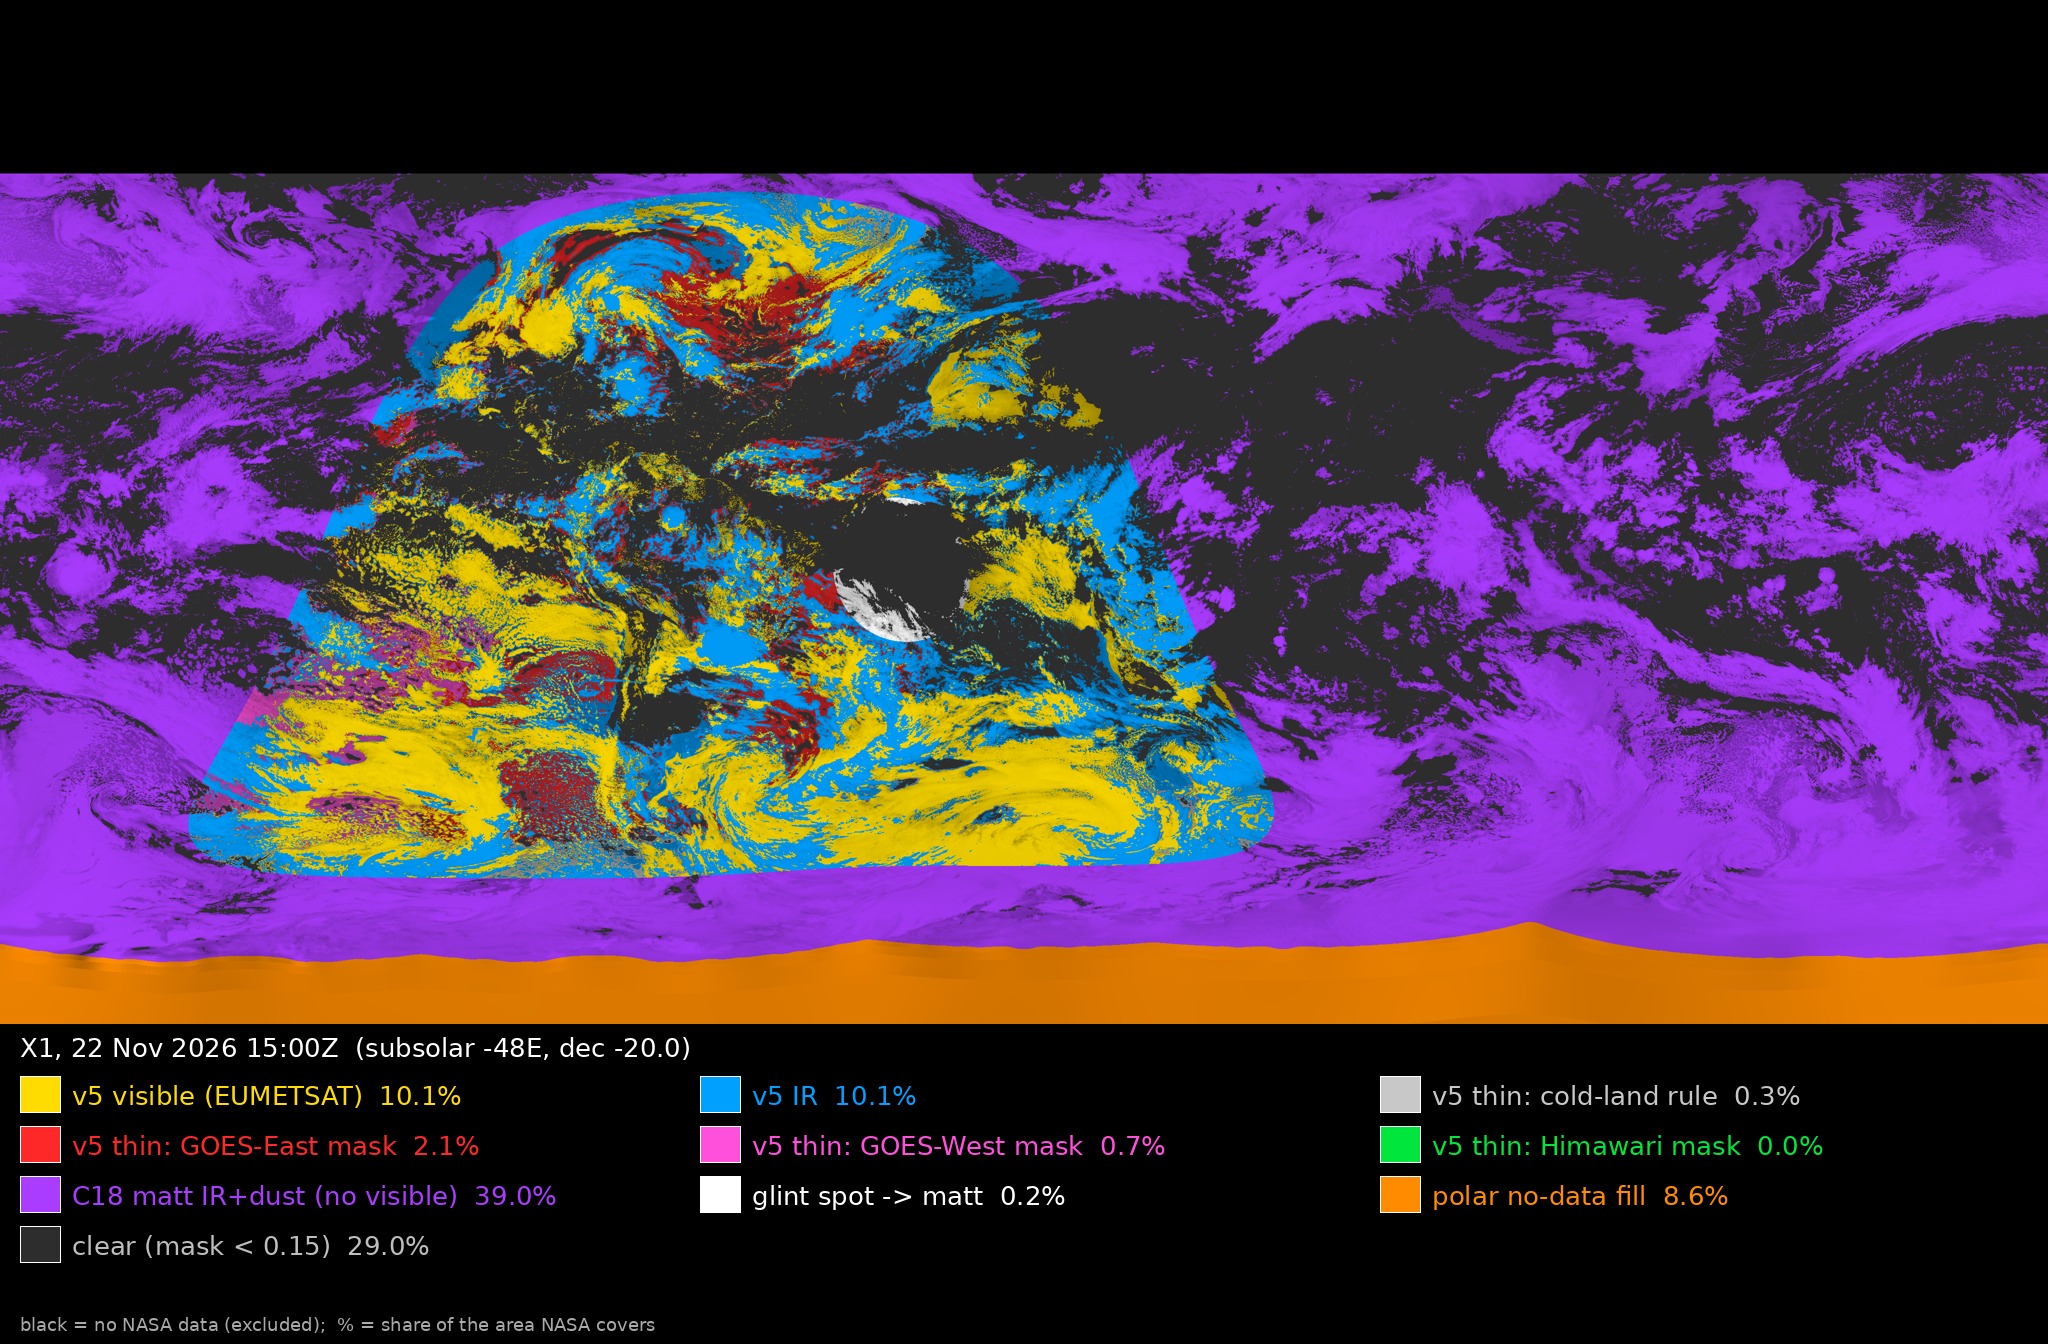 X1, 22 Nov 2026 15:00Z  (subsolar -48E, dec -20.0)
v5 visible (EUMETSAT)  10.1%
v5 IR  10.1%
v5 thin: cold-land rule  0.3%
v5 thin: GOES-East mask  2.1%
v5 thin: GOES-West mask  0.7%
v5 thin: Himawari mask  0.0%
C18 matt IR+dust (no visible)  39.0%
glint spot -> matt  0.2%
polar no-data fill  8.6%
clear (mask < 0.15)  29.0%
black = no NASA data (excluded);  % = share of the area NASA covers